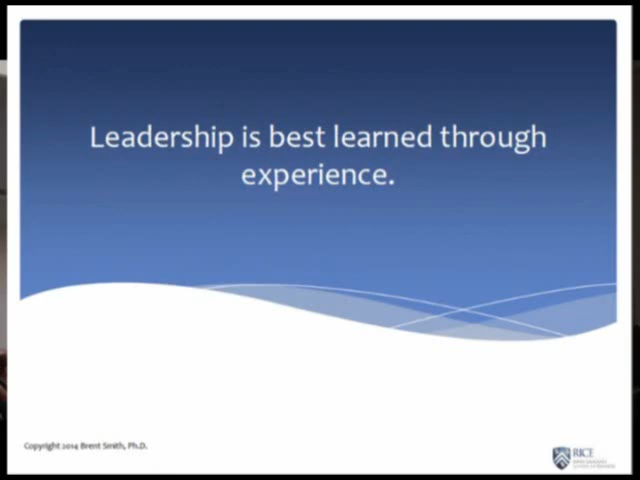 Leadership is best learned through
experience.
Copyright 2014 Brent Smith, Ph.D.
RICE